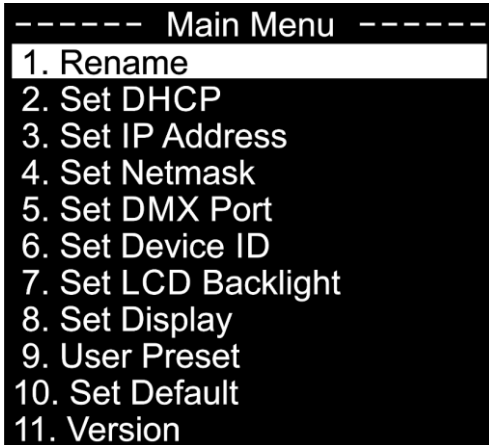 ------ Main Menu ------
1. Rename
2. Set DHCP
3. Set IP Address
4. Set Netmask
5. Set DMX Port
6. Set Device ID
7. Set LCD Backlight
8. Set Display
9. User Preset
10. Set Default
11. Version